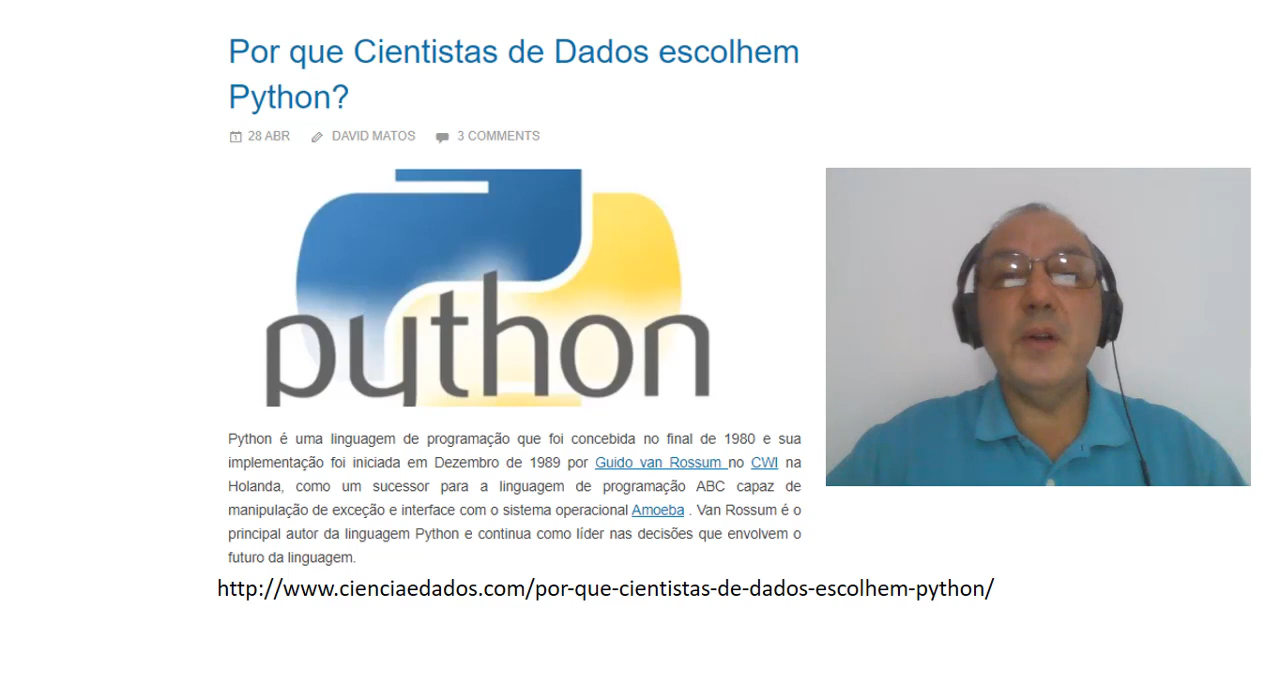 Por que Cientistas de Dados escolhem
Python?
28 ABR DAVID MATOS 3 COMMENTS
python
Python é uma linguagem de programação que foi concebida no final de 1980 e sua
implementação foi iniciada em Dezembro de 1989 por Guido van Rossum no CWI na
Holanda, como um sucessor para a linguagem de programação ABC capaz de
manipulação de exceção e interface com o sistema operacional Amoeba . Van Rossum é o
principal autor da linguagem Python e continua como líder nas decisões que envolvem o
futuro da linguagem.
http://www.cienciaedados.com/por-que-cientistas-de-dados-escolhem-python/